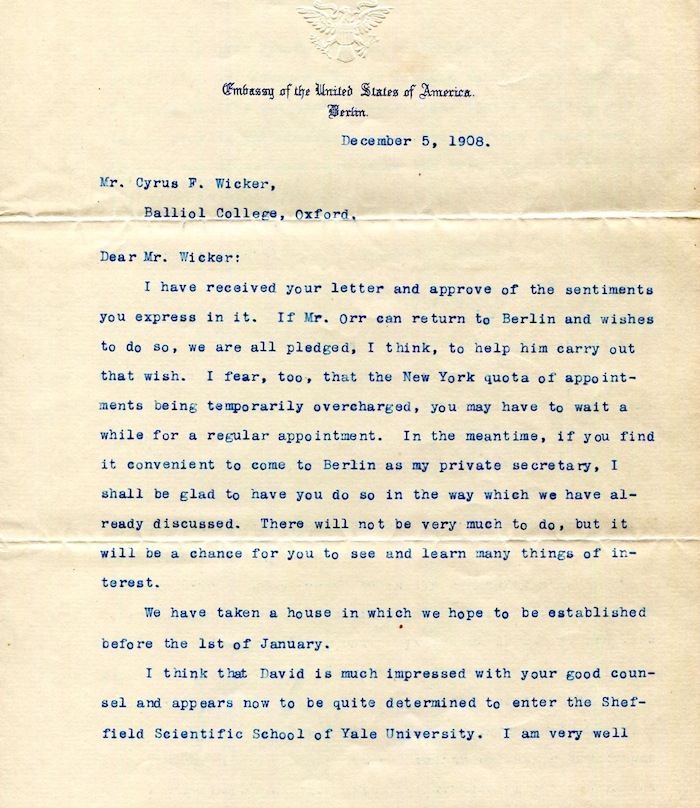 Embassy of the United States of America.
Berlin.
December 5, 1908.
Mr. Cyrus F. Wicker,
Balliol College, Oxford.
Dear Mr. Wicker:
I have received your letter and approve of the sentiments
you express in it. If Mr. Orr can return to Berlin and wishes
to do so, we are all pledged, I think, to help him carry out
that wish. I fear, too, that the New York quota of appoint-
ments being temporarily overcharged, you may have to wait a
while for a regular appointment. In the meantime, if you find
it convenient to come to Berlin as my private secretary, I
shall be glad to have you do so in the way which we have al-
ready discussed. There will not be very much to do, but it
will be a chance for you to see and learn many things of in-
terest.
We have taken a house in which we hope to be established
before the 1st of January.
I think that David is much impressed with your good coun-
sel and appears now to be quite determined to enter the Shef-
field Scientific School of Yale University. I am very well